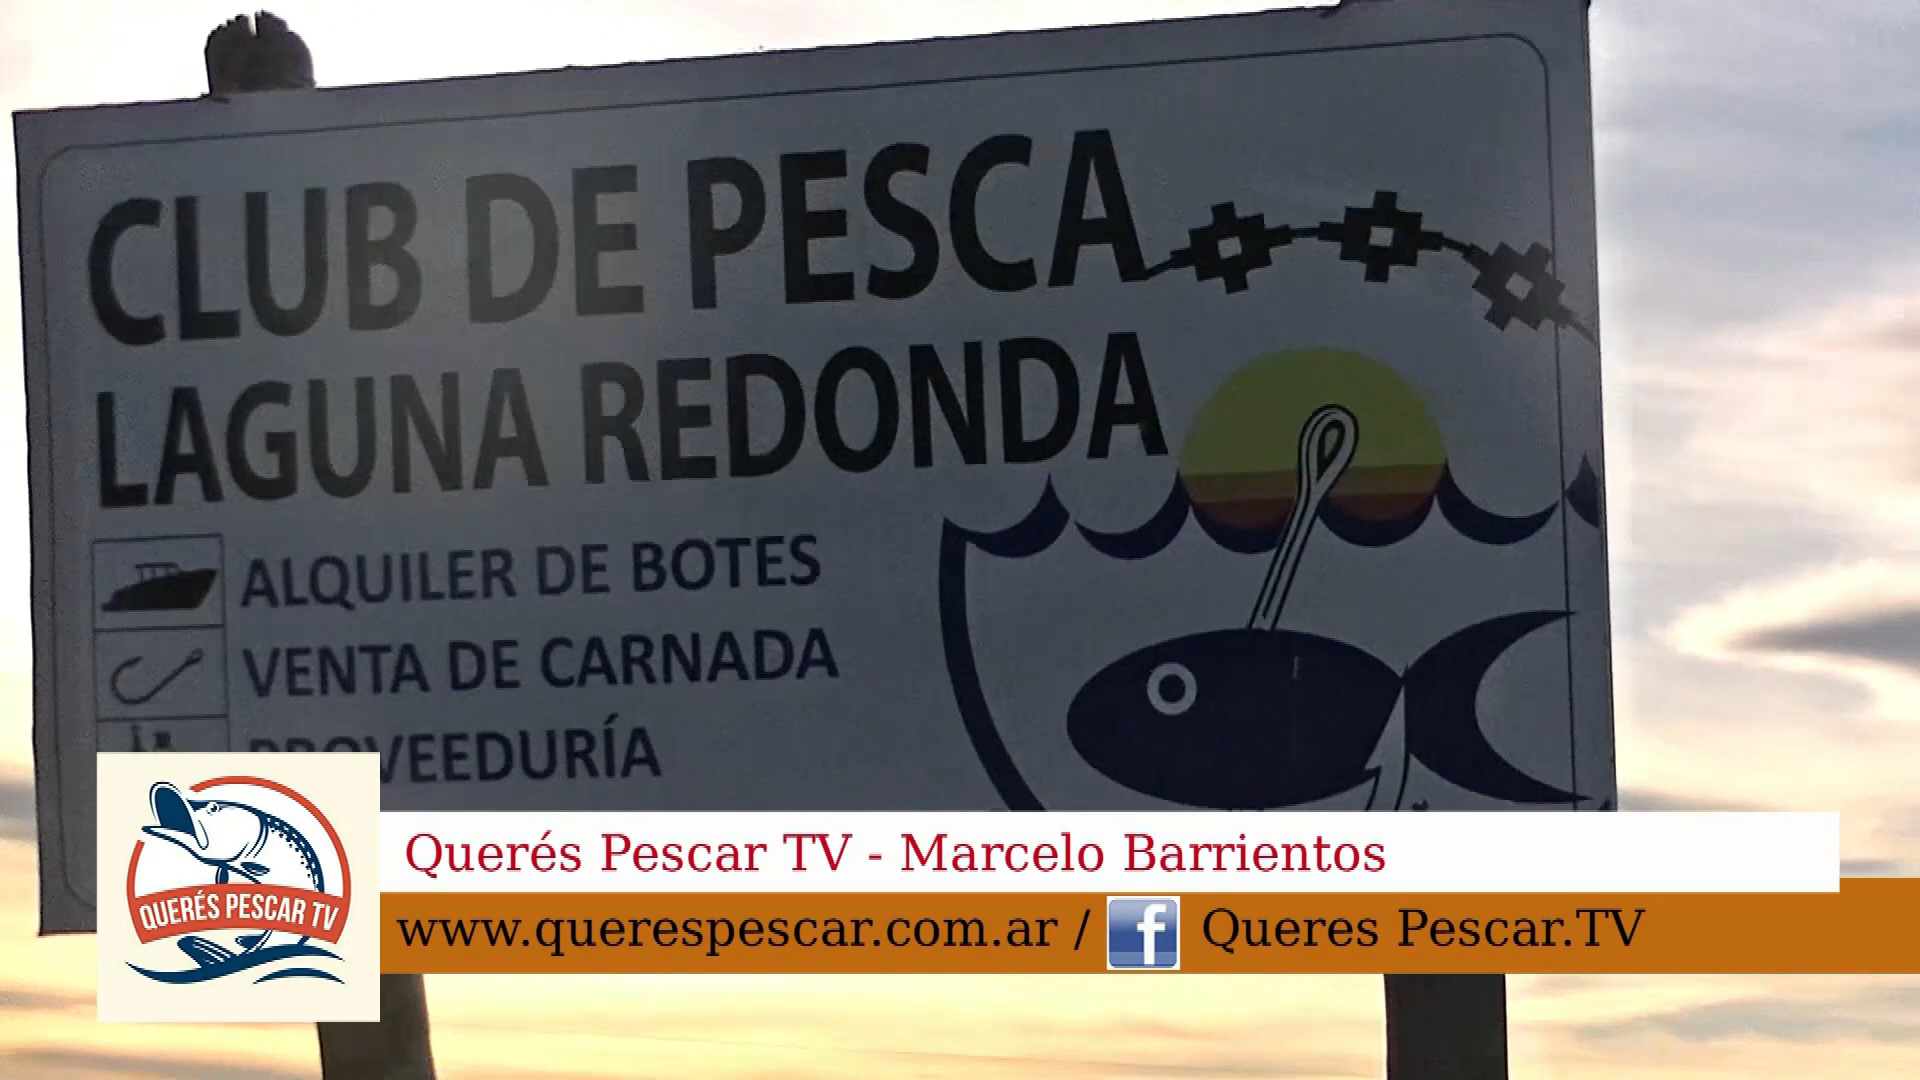 CLUB DE PESCA
LAGUNA REDONDA
ALQUILER DE BOTES
VENTA DE CARNADA
PROVEEDURÍA
QUERÉS PESCAR TV
Querés Pescar TV - Marcelo Barrientos
www.querespescar.com.ar / f Queres Pescar.TV